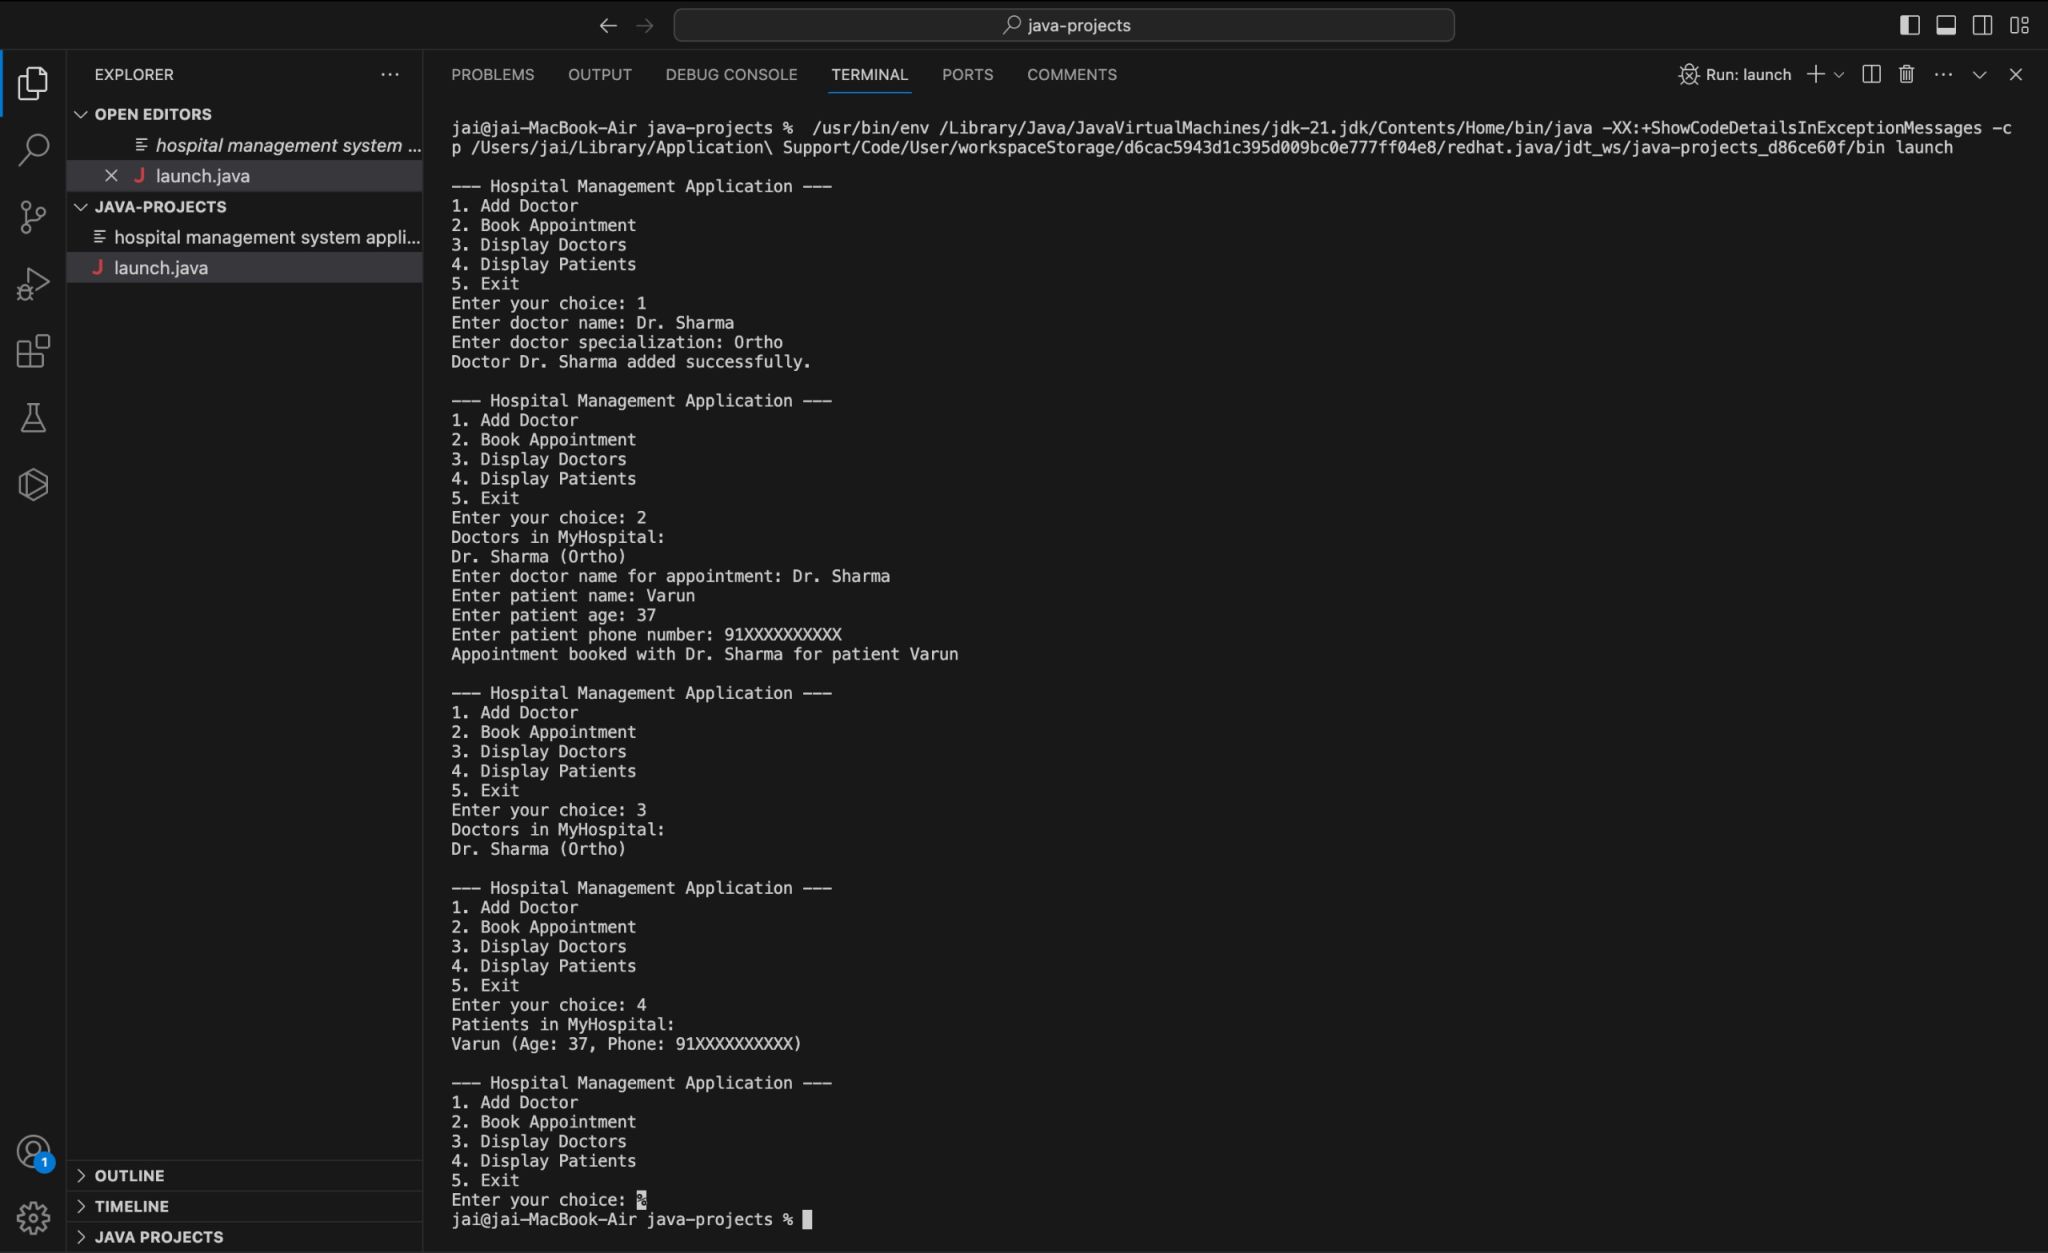 java-projects
EXPLORER ...
OPEN EDITORS
hospital management system ...
launch.java
JAVA-PROJECTS
hospital management system appli...
launch.java
1
OUTLINE
TIMELINE
JAVA PROJECTS
PROBLEMS OUTPUT DEBUG CONSOLE TERMINAL PORTS COMMENTS
Run: launch
jai@jai-MacBook-Air java-projects %  /usr/bin/env /Library/Java/JavaVirtualMachines/jdk-21.jdk/Contents/Home/bin/java -XX:+ShowCodeDetailsInExceptionMessages -c
p /Users/jai/Library/Application\ Support/Code/User/workspaceStorage/d6cac5943d1c395d009bc0e777ff04e8/redhat.java/jdt_ws/java-projects_d86ce60f/bin launch
--- Hospital Management Application ---
1. Add Doctor
2. Book Appointment
3. Display Doctors
4. Display Patients
5. Exit
Enter your choice: 1
Enter doctor name: Dr. Sharma
Enter doctor specialization: Ortho
Doctor Dr. Sharma added successfully.
--- Hospital Management Application ---
1. Add Doctor
2. Book Appointment
3. Display Doctors
4. Display Patients
5. Exit
Enter your choice: 2
Doctors in MyHospital:
Dr. Sharma (Ortho)
Enter doctor name for appointment: Dr. Sharma
Enter patient name: Varun
Enter patient age: 37
Enter patient phone number: 91XXXXXXXXXX
Appointment booked with Dr. Sharma for patient Varun
--- Hospital Management Application ---
1. Add Doctor
2. Book Appointment
3. Display Doctors
4. Display Patients
5. Exit
Enter your choice: 3
Doctors in MyHospital:
Dr. Sharma (Ortho)
--- Hospital Management Application ---
1. Add Doctor
2. Book Appointment
3. Display Doctors
4. Display Patients
5. Exit
Enter your choice: 4
Patients in MyHospital:
Varun (Age: 37, Phone: 91XXXXXXXXXX)
--- Hospital Management Application ---
1. Add Doctor
2. Book Appointment
3. Display Doctors
4. Display Patients
5. Exit
Enter your choice: %
jai@jai-MacBook-Air java-projects %